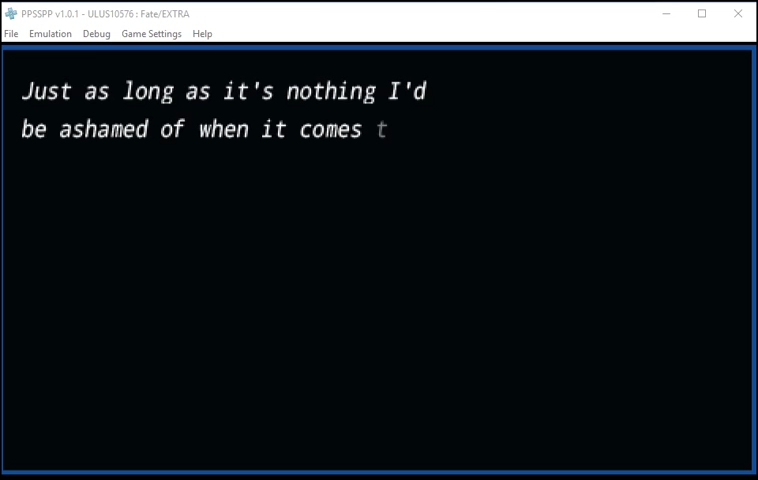 PPSSPP v1.0.1 - ULUS10576 : Fate/EXTRA
File Emulation Debug Game Settings Help
Just as long as it's nothing I'd
be ashamed of when it comes t